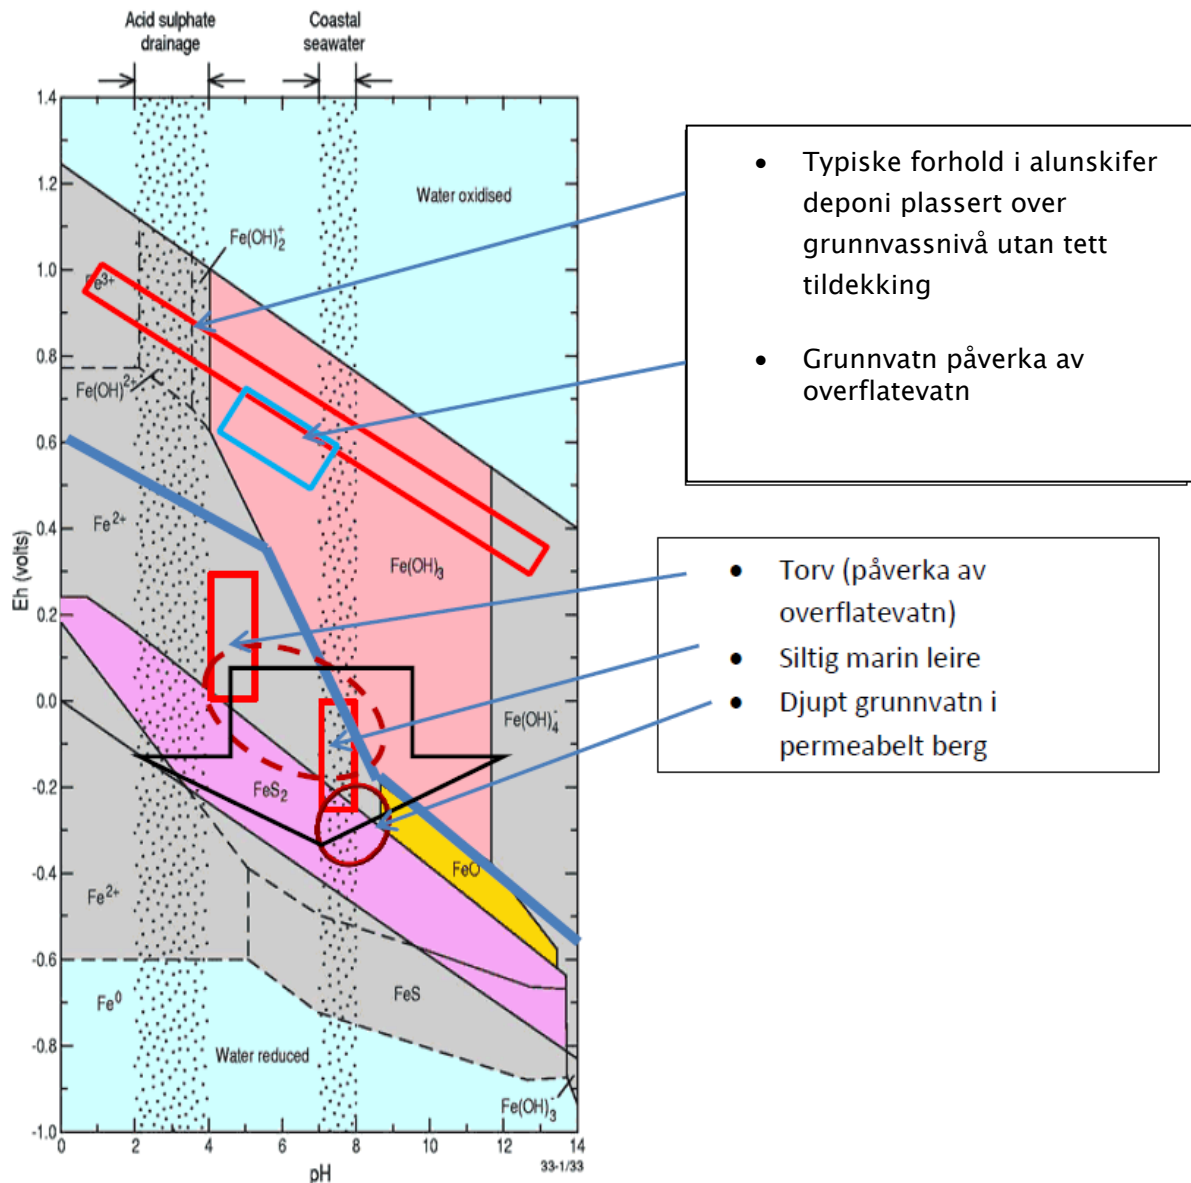 Acid sulphate
drainage
Coastal
seawater
1.4
1.2
1.0
0.8
0.6
0.4
0.2
0.0
-0.2
-0.4
-0.6
-0.8
-1.0
Eh (volts)
0
2
4
6
8
10
12
14
pH
33-1/33
Water oxidised
Fe(OH)₂⁺
Fe³⁺
Fe(OH)²⁺
Fe²⁺
Fe(OH)₃
Fe(OH)₄⁻
FeS₂
FeO
Fe²⁺
Fe⁰
FeS
Water reduced
Fe(OH)₃⁻
• Typiske forhold i alunskifer
deponi plassert over
grunnvassnivå utan tett
tildekking
• Grunnvatn påverka av
overflatevatn
• Torv (påverka av
overflatevatn)
• Siltig marin leire
• Djupt grunnvatn i
permeabelt berg